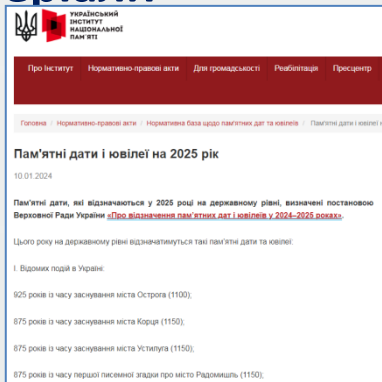 УКРАЇНСЬКИЙ
ІНСТИТУТ
НАЦІОНАЛЬНОЇ
ПАМ'ЯТІ
Про Інститут Нормативно-правові акти Для громадськості Реабілітація Пресцентр
Головна / Нормативно-правові акти / Нормативна база щодо пам'ятних дат та ювілеїв / Пам'ятні дати і ювілеї
Пам'ятні дати і ювілеї на 2025 рік
10.01.2024
Пам'ятні дати, які відзначаються у 2025 році на державному рівні, визначені постановою
Верховної Ради України «Про відзначення пам'ятних дат і ювілеїв у 2024–2025 роках».
Цього року на державному рівні відзначатимуться такі пам'ятні дати та ювілеї:
І. Відомих подій в Україні:
925 років із часу заснування міста Острога (1100);
875 років із часу заснування міста Корця (1150);
875 років із часу заснування міста Устилуга (1150);
875 років із часу першої писемної згадки про місто Радомишль (1150);